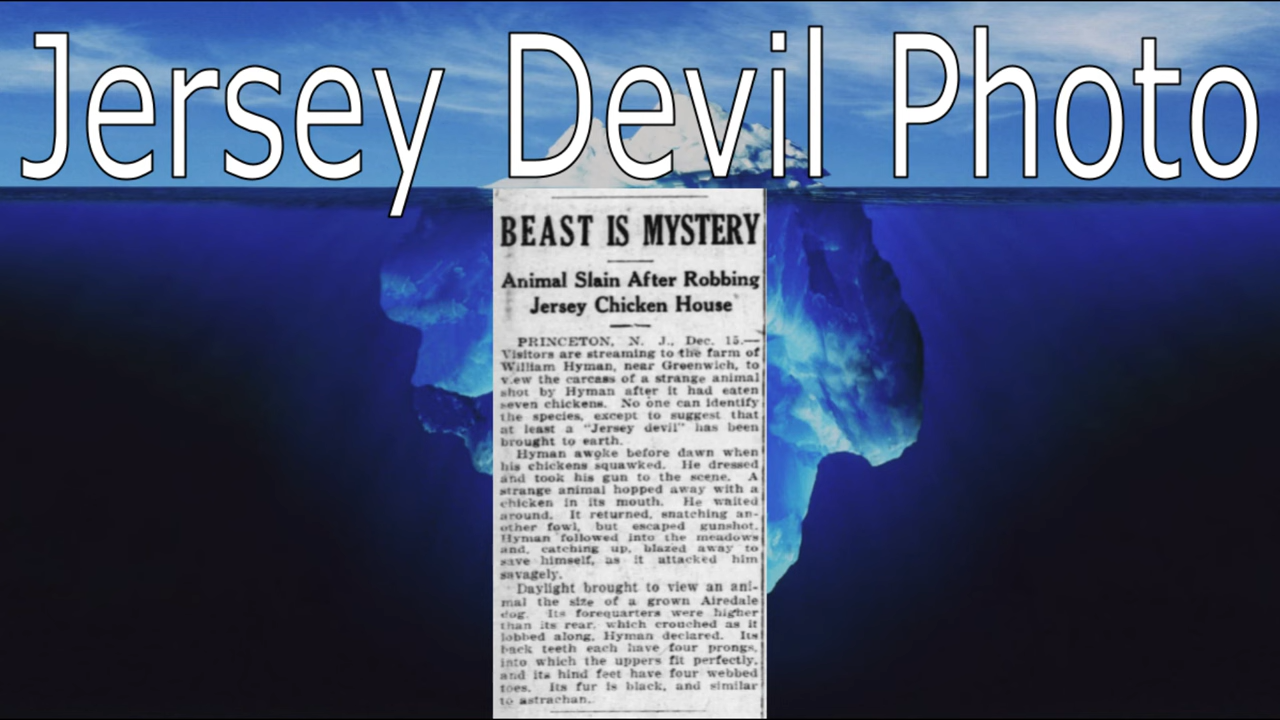 Jersey Devil Photo
BEAST IS MYSTERY
Animal Slain After Robbing
Jersey Chicken House
PRINCETON, N. J., Dec. 15.—
Visitors are streaming to the farm of
William Hyman, near Greenwich, to
view the carcass of a strange animal
shot by Hyman after it had eaten
seven chickens. No one can identify
the species, except to suggest that
at least a "Jersey devil" has been
brought to earth.
Hyman awoke before dawn when
his chickens squawked. He dressed
and took his gun to the scene. A
strange animal hopped away with a
chicken in its mouth. He waited
around. It returned, snatching an-
other fowl, but escaped gunshot.
Hyman followed into the meadows
and, catching up, blazed away to
save himself, as it attacked him
savagely.
Daylight brought to view an ani-
mal the size of a grown Airedale
dog. Its forequarters were higher
than its rear, which crouched as it
lobbed along, Hyman declared. Its
back teeth each have four prongs,
into which the uppers fit perfectly,
and its hind feet have four webbed
toes. Its fur is black, and similar
to astrachan.